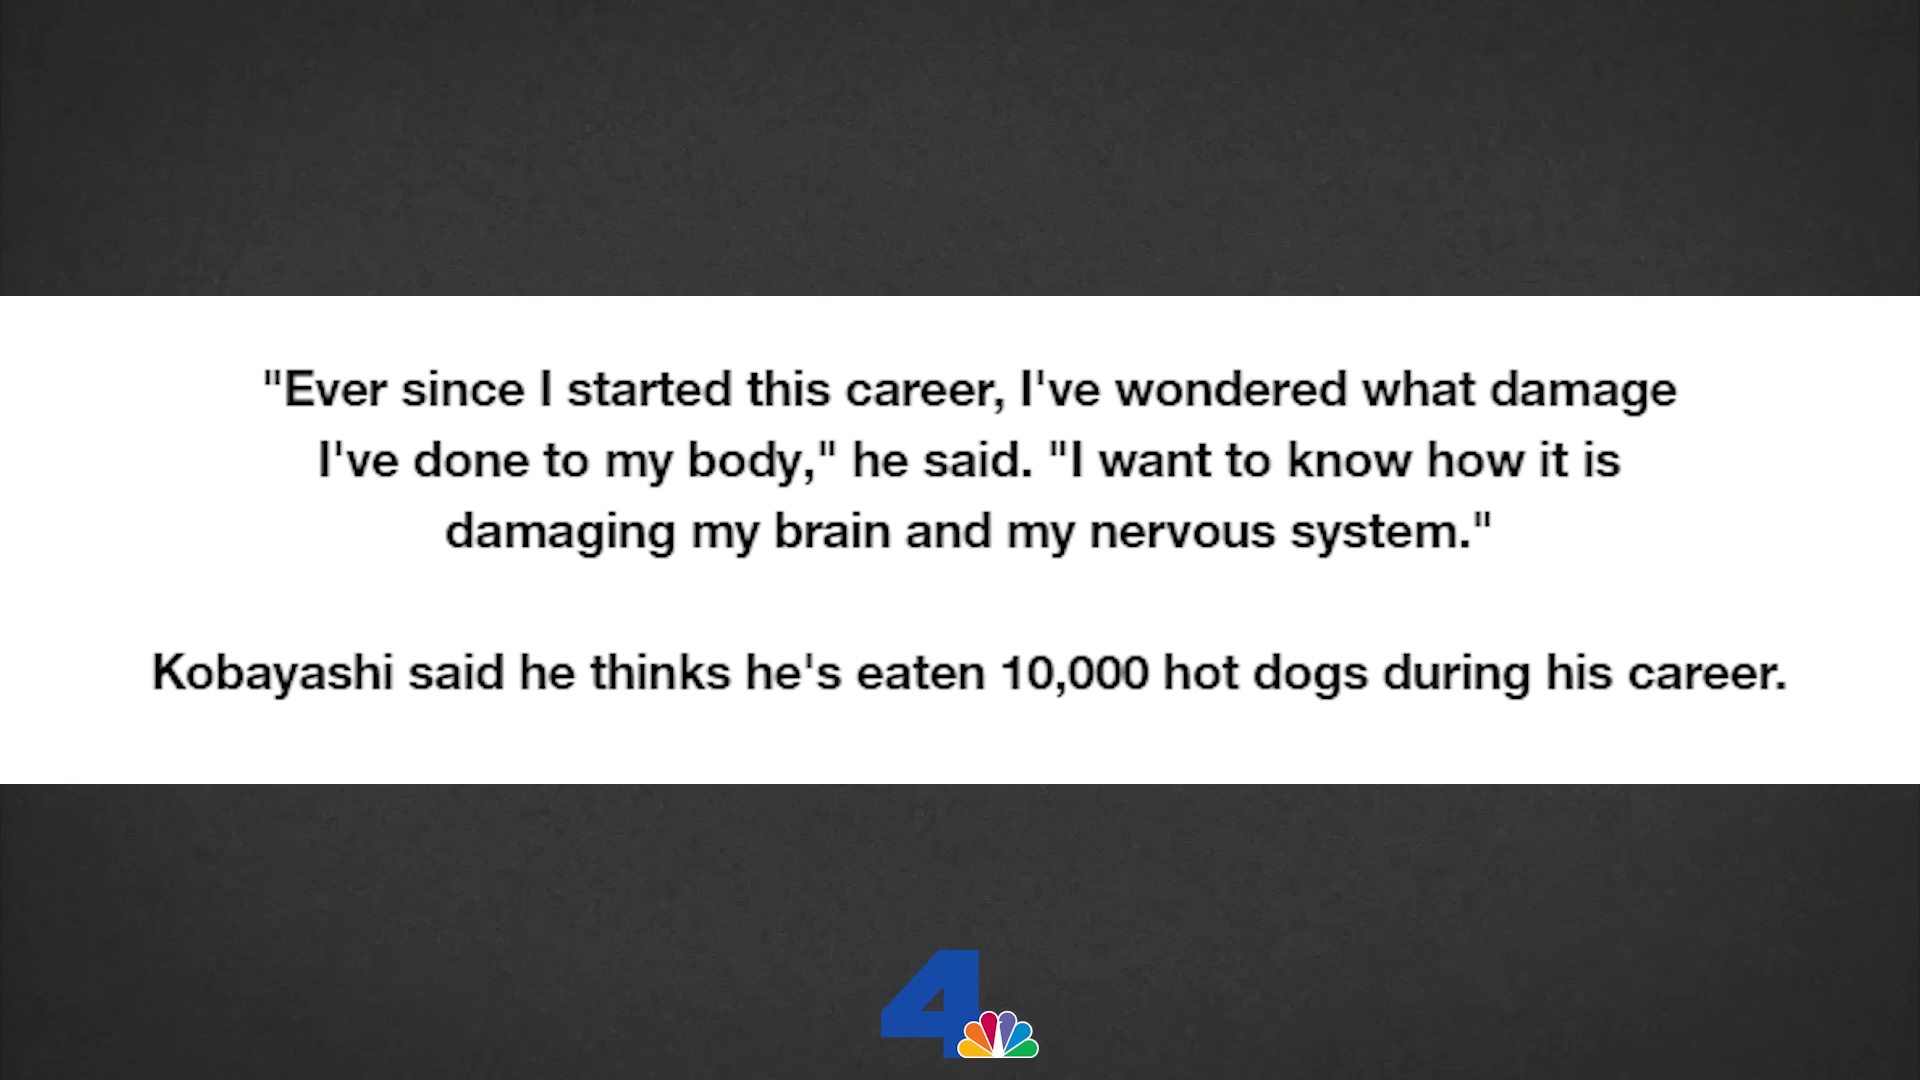 "Ever since I started this career, I've wondered what damage
I've done to my body," he said. "I want to know how it is
damaging my brain and my nervous system."
Kobayashi said he thinks he's eaten 10,000 hot dogs during his career.
4